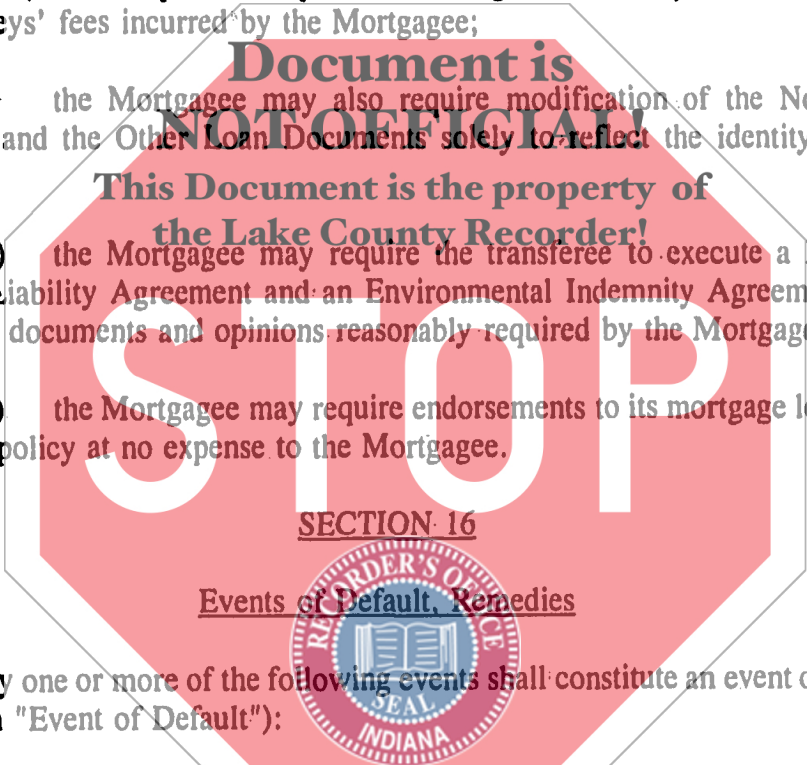 eys' fees incurred by the Mortgagee;
Document is
the Mortgagee may also require modification of the
NOT OFFICIAL!
and the Other Loan Documents solely to reflect the identity
This Document is the property of
the Lake County Recorder!
the Mortgagee may require the transferee to execute a
iability Agreement and an Environmental Indemnity Agreem
documents and opinions reasonably required by the Mortgag
STOP
the Mortgagee may require endorsements to its mortgage
policy at no expense to the Mortgagee.
SECTION 16
RECORDER'S OFFICE
Events of Default, Remedies
y one or more of the following events shall constitute an event
SEAL
"Event of Default"):
INDIANA